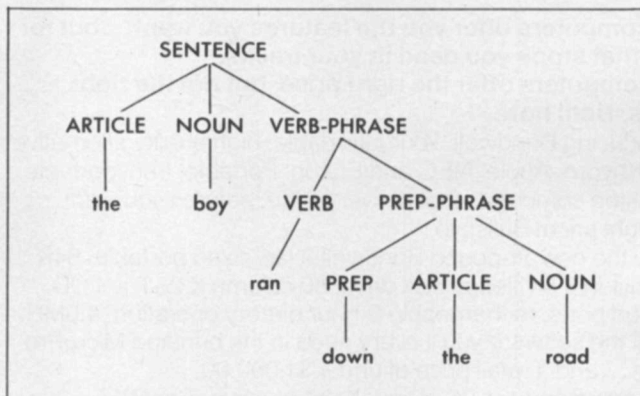 SENTENCE
ARTICLE NOUN VERB-PHRASE
the boy VERB PREP-PHRASE
ran PREP ARTICLE NOUN
down the road